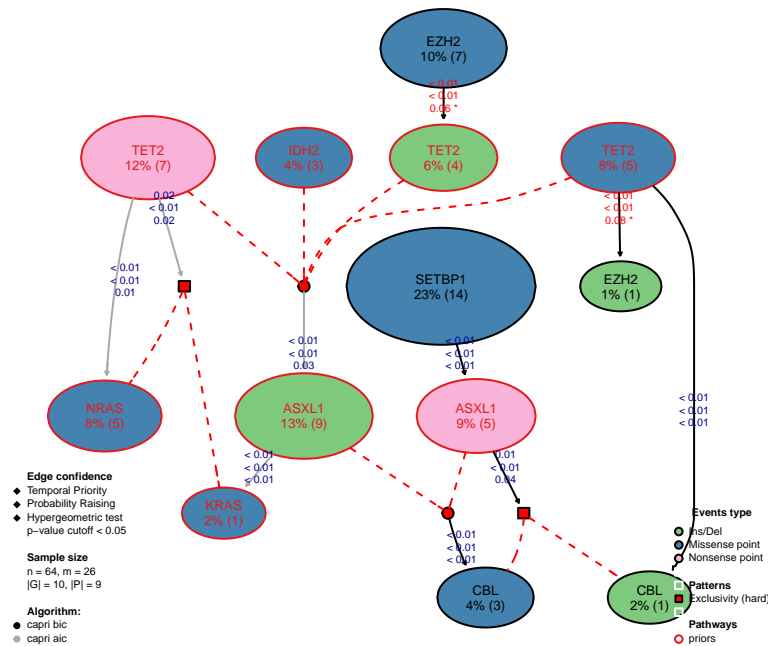 EZH2
10% (7)
< 0.01
< 0.01
0.06 *
TET2
12% (7)
IDH2
4% (3)
TET2
6% (4)
TET2
8% (5)
0.02
< 0.01
0.02
< 0.01
< 0.01
0.08 *
< 0.01
< 0.01
0.01
SETBP1
23% (14)
EZH2
1% (1)
< 0.01
< 0.01
0.03
< 0.01
< 0.01
< 0.01
NRAS
8% (5)
ASXL1
13% (9)
ASXL1
9% (5)
< 0.01
< 0.01
< 0.01
< 0.01
< 0.01
< 0.01
0.01
< 0.01
0.04
KRAS
2% (1)
< 0.01
< 0.01
< 0.01
CBL
4% (3)
CBL
2% (1)
Edge confidence
Temporal Priority
Probability Raising
Hypergeometric test
p−value cutoff < 0.05
Sample size
n = 64, m = 26
|G| = 10, |P| = 9
Algorithm:
capri bic
capri aic
Events type
Ins/Del
Missense point
Nonsense point
Patterns
Exclusivity (hard)
Pathways
priors